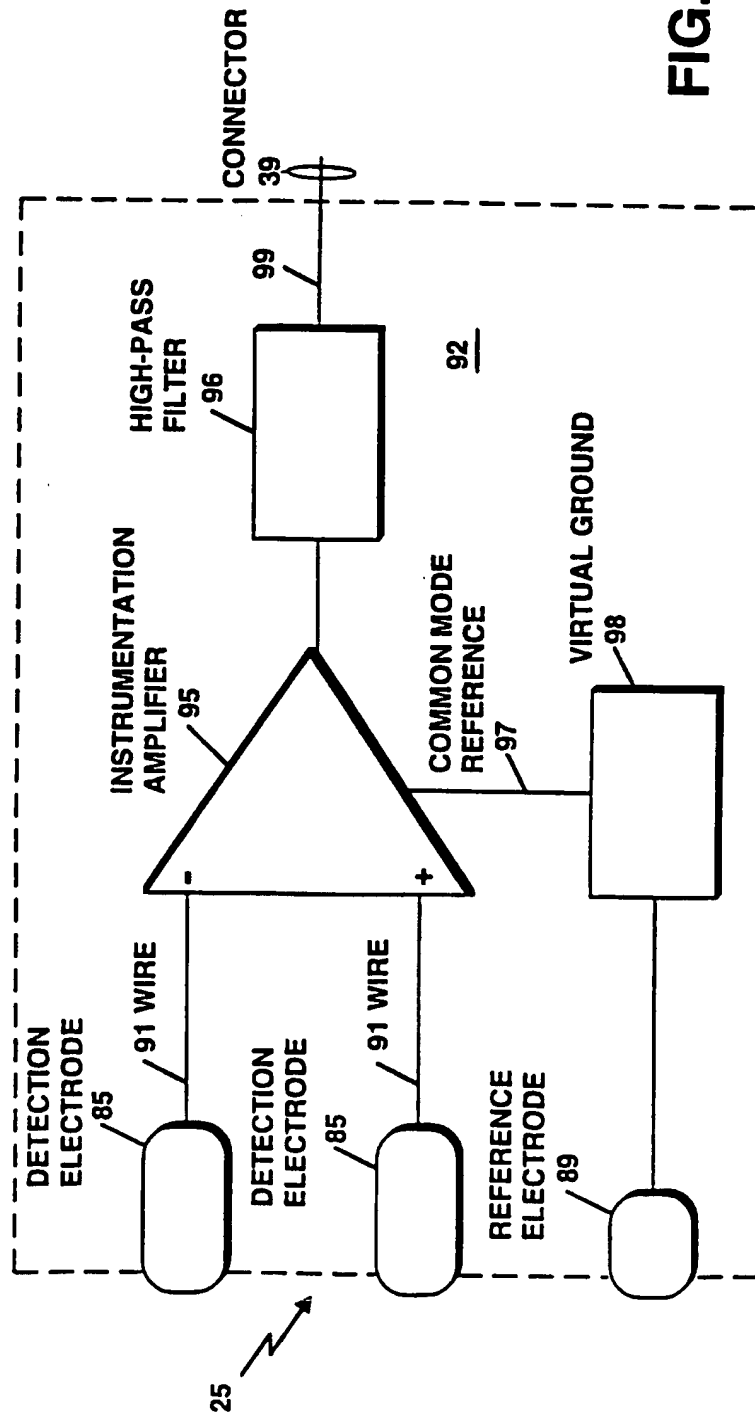 25
DETECTION
ELECTRODE
85
91 WIRE
DETECTION
ELECTRODE
85
91 WIRE
REFERENCE
ELECTRODE
89
-
+
INSTRUMENTATION
AMPLIFIER
95
COMMON MODE
REFERENCE
97
VIRTUAL GROUND
98
HIGH-PASS
FILTER
96
92
99
CONNECTOR
39
FIG.